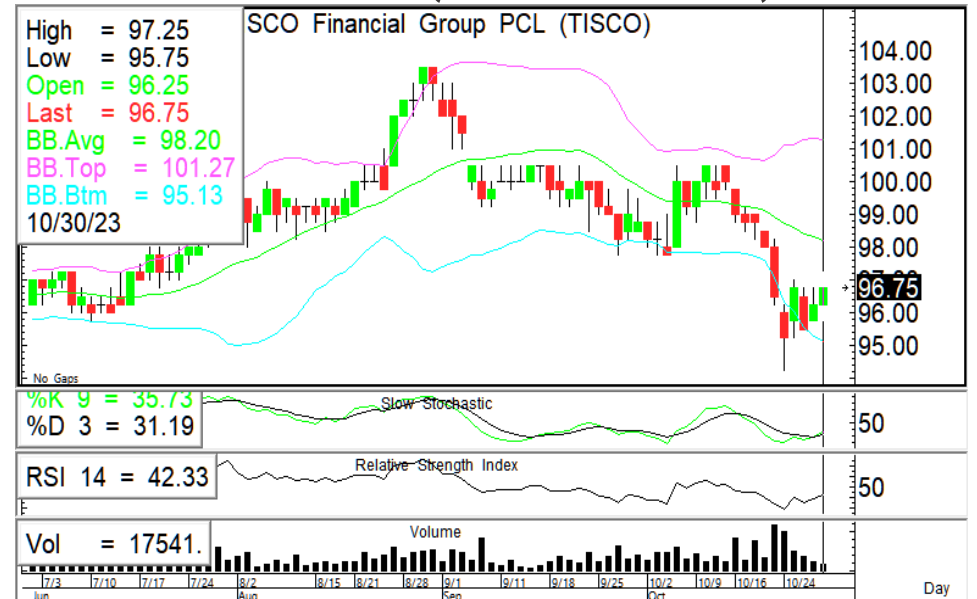 SCO Financial Group PCL (TISCO)
High = 97.25
Low = 95.75
Open = 96.25
Last = 96.75
BB.Avg = 98.20
BB.Top = 101.27
BB.Btm = 95.13
10/30/23
104.00
103.00
102.00
101.00
100.00
99.00
98.00
97.00
96.75
96.00
95.00
No Gaps
Slow Stochastic
%K 9 = 35.73
%D 3 = 31.19
50
Relative Strength Index
RSI 14 = 42.33
50
Volume
Vol = 17541.
7/3 7/10 7/17 7/24 8/2 8/15 8/21 8/28 9/1 9/11 9/18 9/25 10/2 10/9 10/16 10/24
Jun Aug Sep Oct
Day